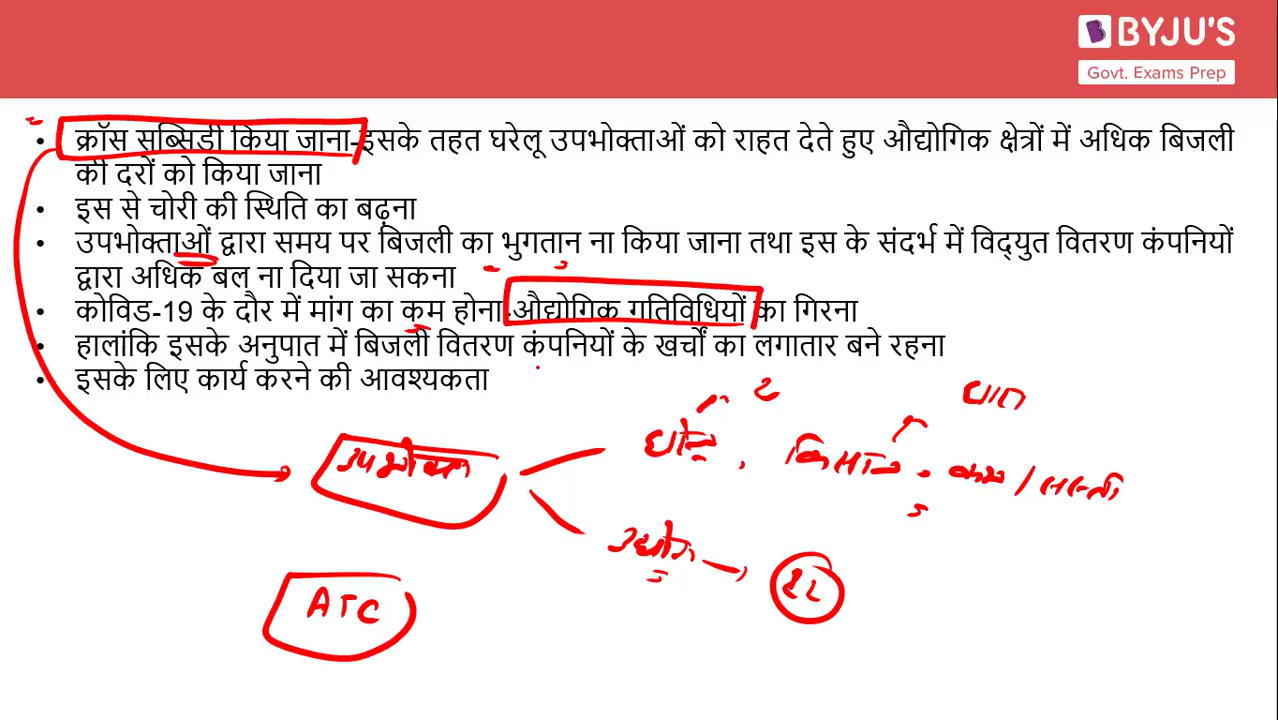 BYJU'S
Govt. Exams Prep
• क्रॉस सब्सिडी किया जाना-इसके तहत घरेलू उपभोक्ताओं को राहत देते हुए औद्योगिक क्षेत्रों में अधिक बिजली
की दरों को किया जाना
• इस से चोरी की स्थिति का बढ़ना
• उपभोक्ताओं द्वारा समय पर बिजली का भुगतान ना किया जाना तथा इस के संदर्भ में विद्युत वितरण कंपनियों
द्वारा अधिक बल ना दिया जा सकना
• कोविड-19 के दौर में मांग का कम होना-औद्योगिक गतिविधियों का गिरना
• हालांकि इसके अनुपात में बिजली वितरण कंपनियों के खर्चों का लगातार बने रहना
• इसके लिए कार्य करने की आवश्यकता
उपभोक्ता
किसान
उद्योग
ATC